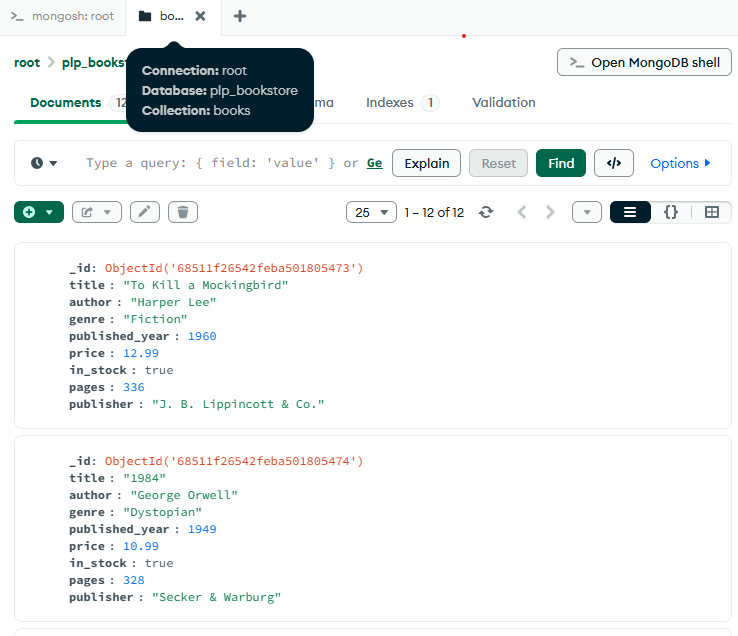 mongosh: root
bo...
root > plp_books
Open MongoDB shell
Connection: root
Database: plp_bookstore
Collection: books
Documents 12
ma
Indexes 1
Validation
Type a query: { field: 'value' } or Ge
Explain
Reset
Find
</>
Options
25
1 – 12 of 12
{}
_id: ObjectId('68511f26542feba501805473')
title : "To Kill a Mockingbird"
author : "Harper Lee"
genre : "Fiction"
published_year : 1960
price : 12.99
in_stock : true
pages : 336
publisher : "J. B. Lippincott & Co."
_id: ObjectId('68511f26542feba501805474')
title : "1984"
author : "George Orwell"
genre : "Dystopian"
published_year : 1949
price : 10.99
in_stock : true
pages : 328
publisher : "Secker & Warburg"